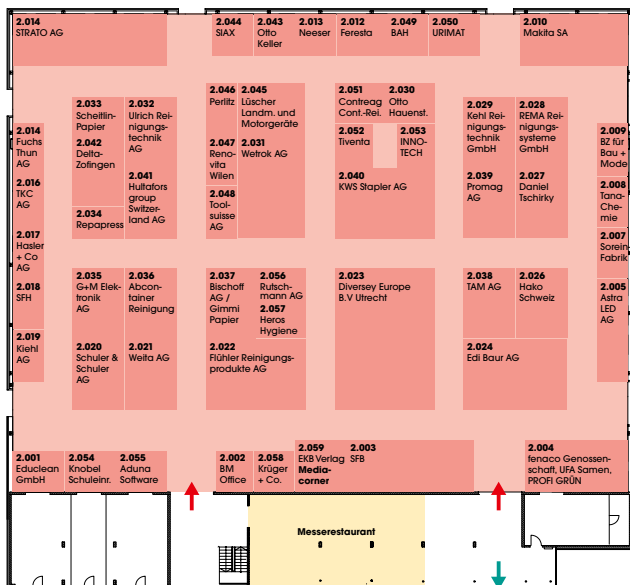 2.014
STRATO AG
2.044
SIAX
2.043
Otto
Keller
2.013
Neeser
2.012
Feresta
2.049
BAH
2.050
URIMAT
2.010
Makita SA
2.014
Fuchs
Thun
AG
2.016
TKC
AG
2.017
Hasler
+ Co
AG
2.018
SFH
2.019
Kiehl
AG
2.033
Scheitlin-
Papier
2.042
Delta-
Zofingen
2.034
Repapress
2.032
Ulrich Rei-
nigungs-
technik
AG
2.041
Hultafors
group
Switzer-
land AG
2.046
Perlitz
2.047
Reno-
vita
Wilen
2.048
Tool-
suisse
AG
2.045
Lüscher
Landm. und
Motorgeräte
2.031
Wetrok AG
2.051
Contreag
Cont.-Rei.
2.030
Otto
Hauenst.
2.052
Tiventa
2.053
INNO-
TECH
2.040
KWS Stapler AG
2.029
Kehl Rei-
nigungs-
technik
GmbH
2.039
Promag
AG
2.028
REMA Rei-
nigungs-
systeme
GmbH
2.027
Daniel
Tschirky
2.009
BZ für
Bau +
Mode
2.008
Tana-
Che-
mie
2.007
Sorein-
Fabrik
2.005
Astra
LED
AG
2.035
G+M Elek-
tronik
AG
2.020
Schuler &
Schuler
AG
2.036
Abcon-
tainer
Reinigung
2.021
Weita AG
2.037
Bischoff
AG /
Gimmi
Papier
2.056
Rutsch-
mann AG
2.057
Heros
Hygiene
2.022
Flühler Reinigungs-
produkte AG
2.023
Diversey Europe
B.V Utrecht
2.038
TAM AG
2.026
Hako
Schweiz
2.024
Edi Baur AG
2.001
Educlean
GmbH
2.054
Knobel
Schuleinr.
2.055
Aduna
Software
2.002
BM
Office
2.058
Krüger
+ Co.
2.059
EKB Verlag
Media-
corner
2.003
SFB
2.004
fenaco Genossen-
schaft, UFA Samen,
PROFI GRÜN
Messerestaurant